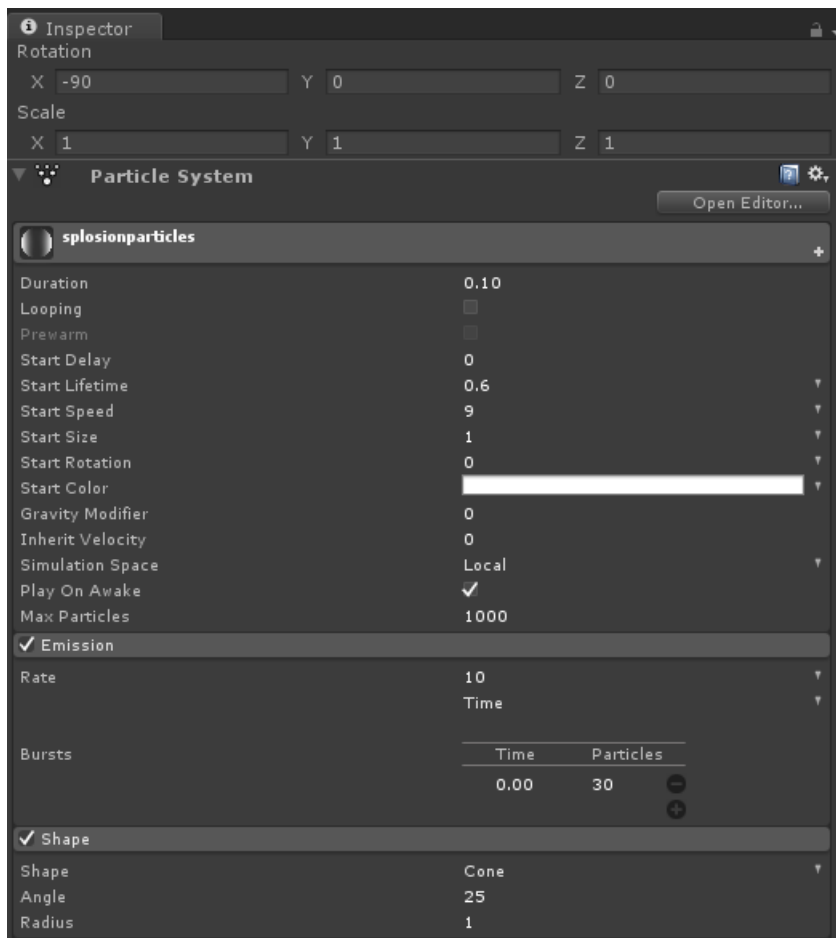 Inspector
Rotation
X -90 Y 0 Z 0
Scale
X 1 Y 1 Z 1
Particle System
Open Editor...
splosionparticles
Duration 0.10
Looping
Prewarm
Start Delay 0
Start Lifetime 0.6
Start Speed 9
Start Size 1
Start Rotation 0
Start Color
Gravity Modifier 0
Inherit Velocity 0
Simulation Space Local
Play On Awake
Max Particles 1000
Emission
Rate 10
Time
Bursts Time Particles
0.00 30
Shape
Shape Cone
Angle 25
Radius 1